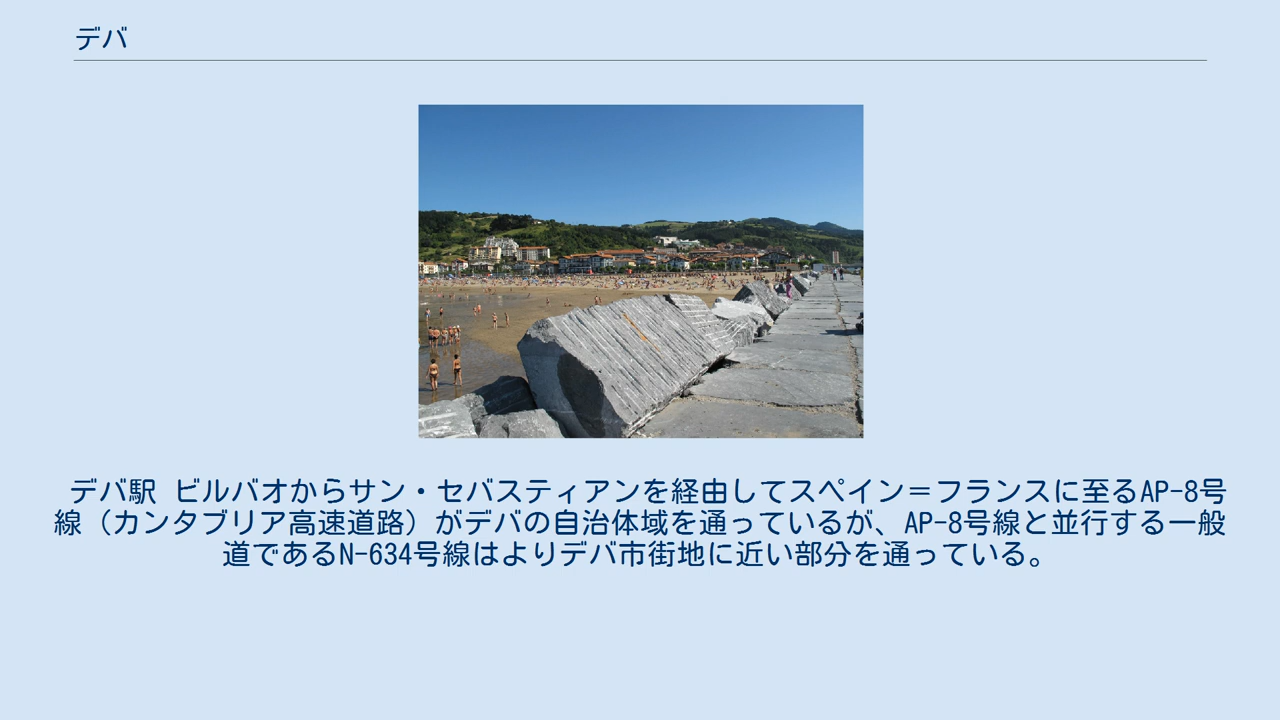 デバ
デバ駅 ビルバオからサン・セバスティアンを経由してスペイン＝フランスに至るAP-8号
線（カンタブリア高速道路）がデバの自治体域を通っているが、AP-8号線と並行する一般
道であるN-634号線はよりデバ市街地に近い部分を通っている。